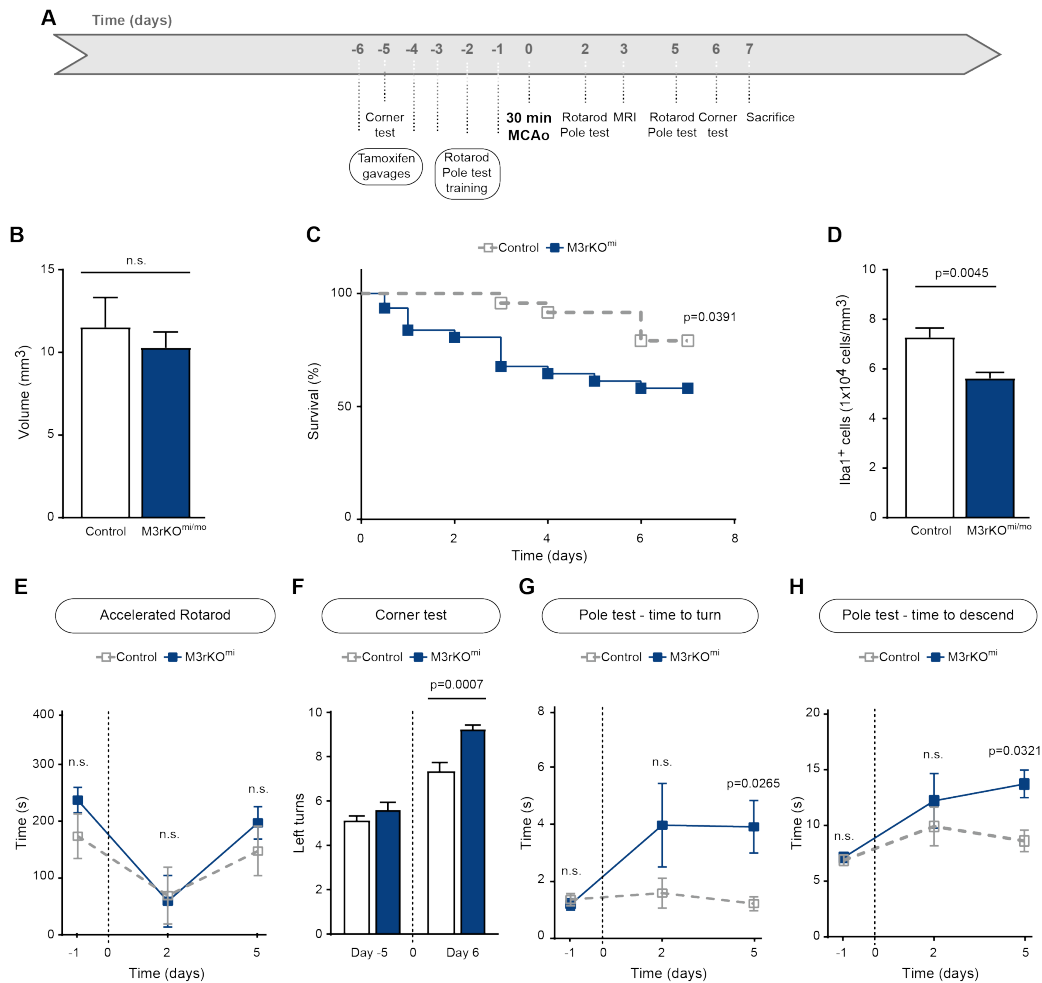 A
Time (days)
-6 -5 -4 -3 -2 -1 0 2 3 5 6 7
Corner
test
30 min
MCAo
Rotarod
Pole test
MRI
Rotarod
Pole test
Corner
test
Sacrifice
Tamoxifen
gavages
Rotarod
Pole test
training
B
n.s.
Volume (mm3)
15
10
5
0
Control M3rKOmi/mo
C
Control M3rKOmi
p=0.0391
Survival (%)
100
50
0
0 2 4 6 8
Time (days)
D
p=0.0045
Iba1+ cells (1x104 cells/mm3)
10
8
6
4
2
0
Control M3rKOmi/mo
E
Accelerated Rotarod
Control M3rKOmi
Time (s)
400
300
200
100
0
n.s.
n.s.
n.s.
-1 0 2 5
Time (days)
F
Corner test
Control M3rKOmi
p=0.0007
Left turns
10
8
6
4
2
0
Day -5 0 Day 6
G
Pole test - time to turn
Control M3rKOmi
Time (s)
8
6
4
2
0
n.s.
n.s.
p=0.0265
-1 0 2 5
Time (days)
H
Pole test - time to descend
Control M3rKOmi
Time (s)
20
15
10
5
0
n.s.
n.s.
p=0.0321
-1 0 2 5
Time (days)